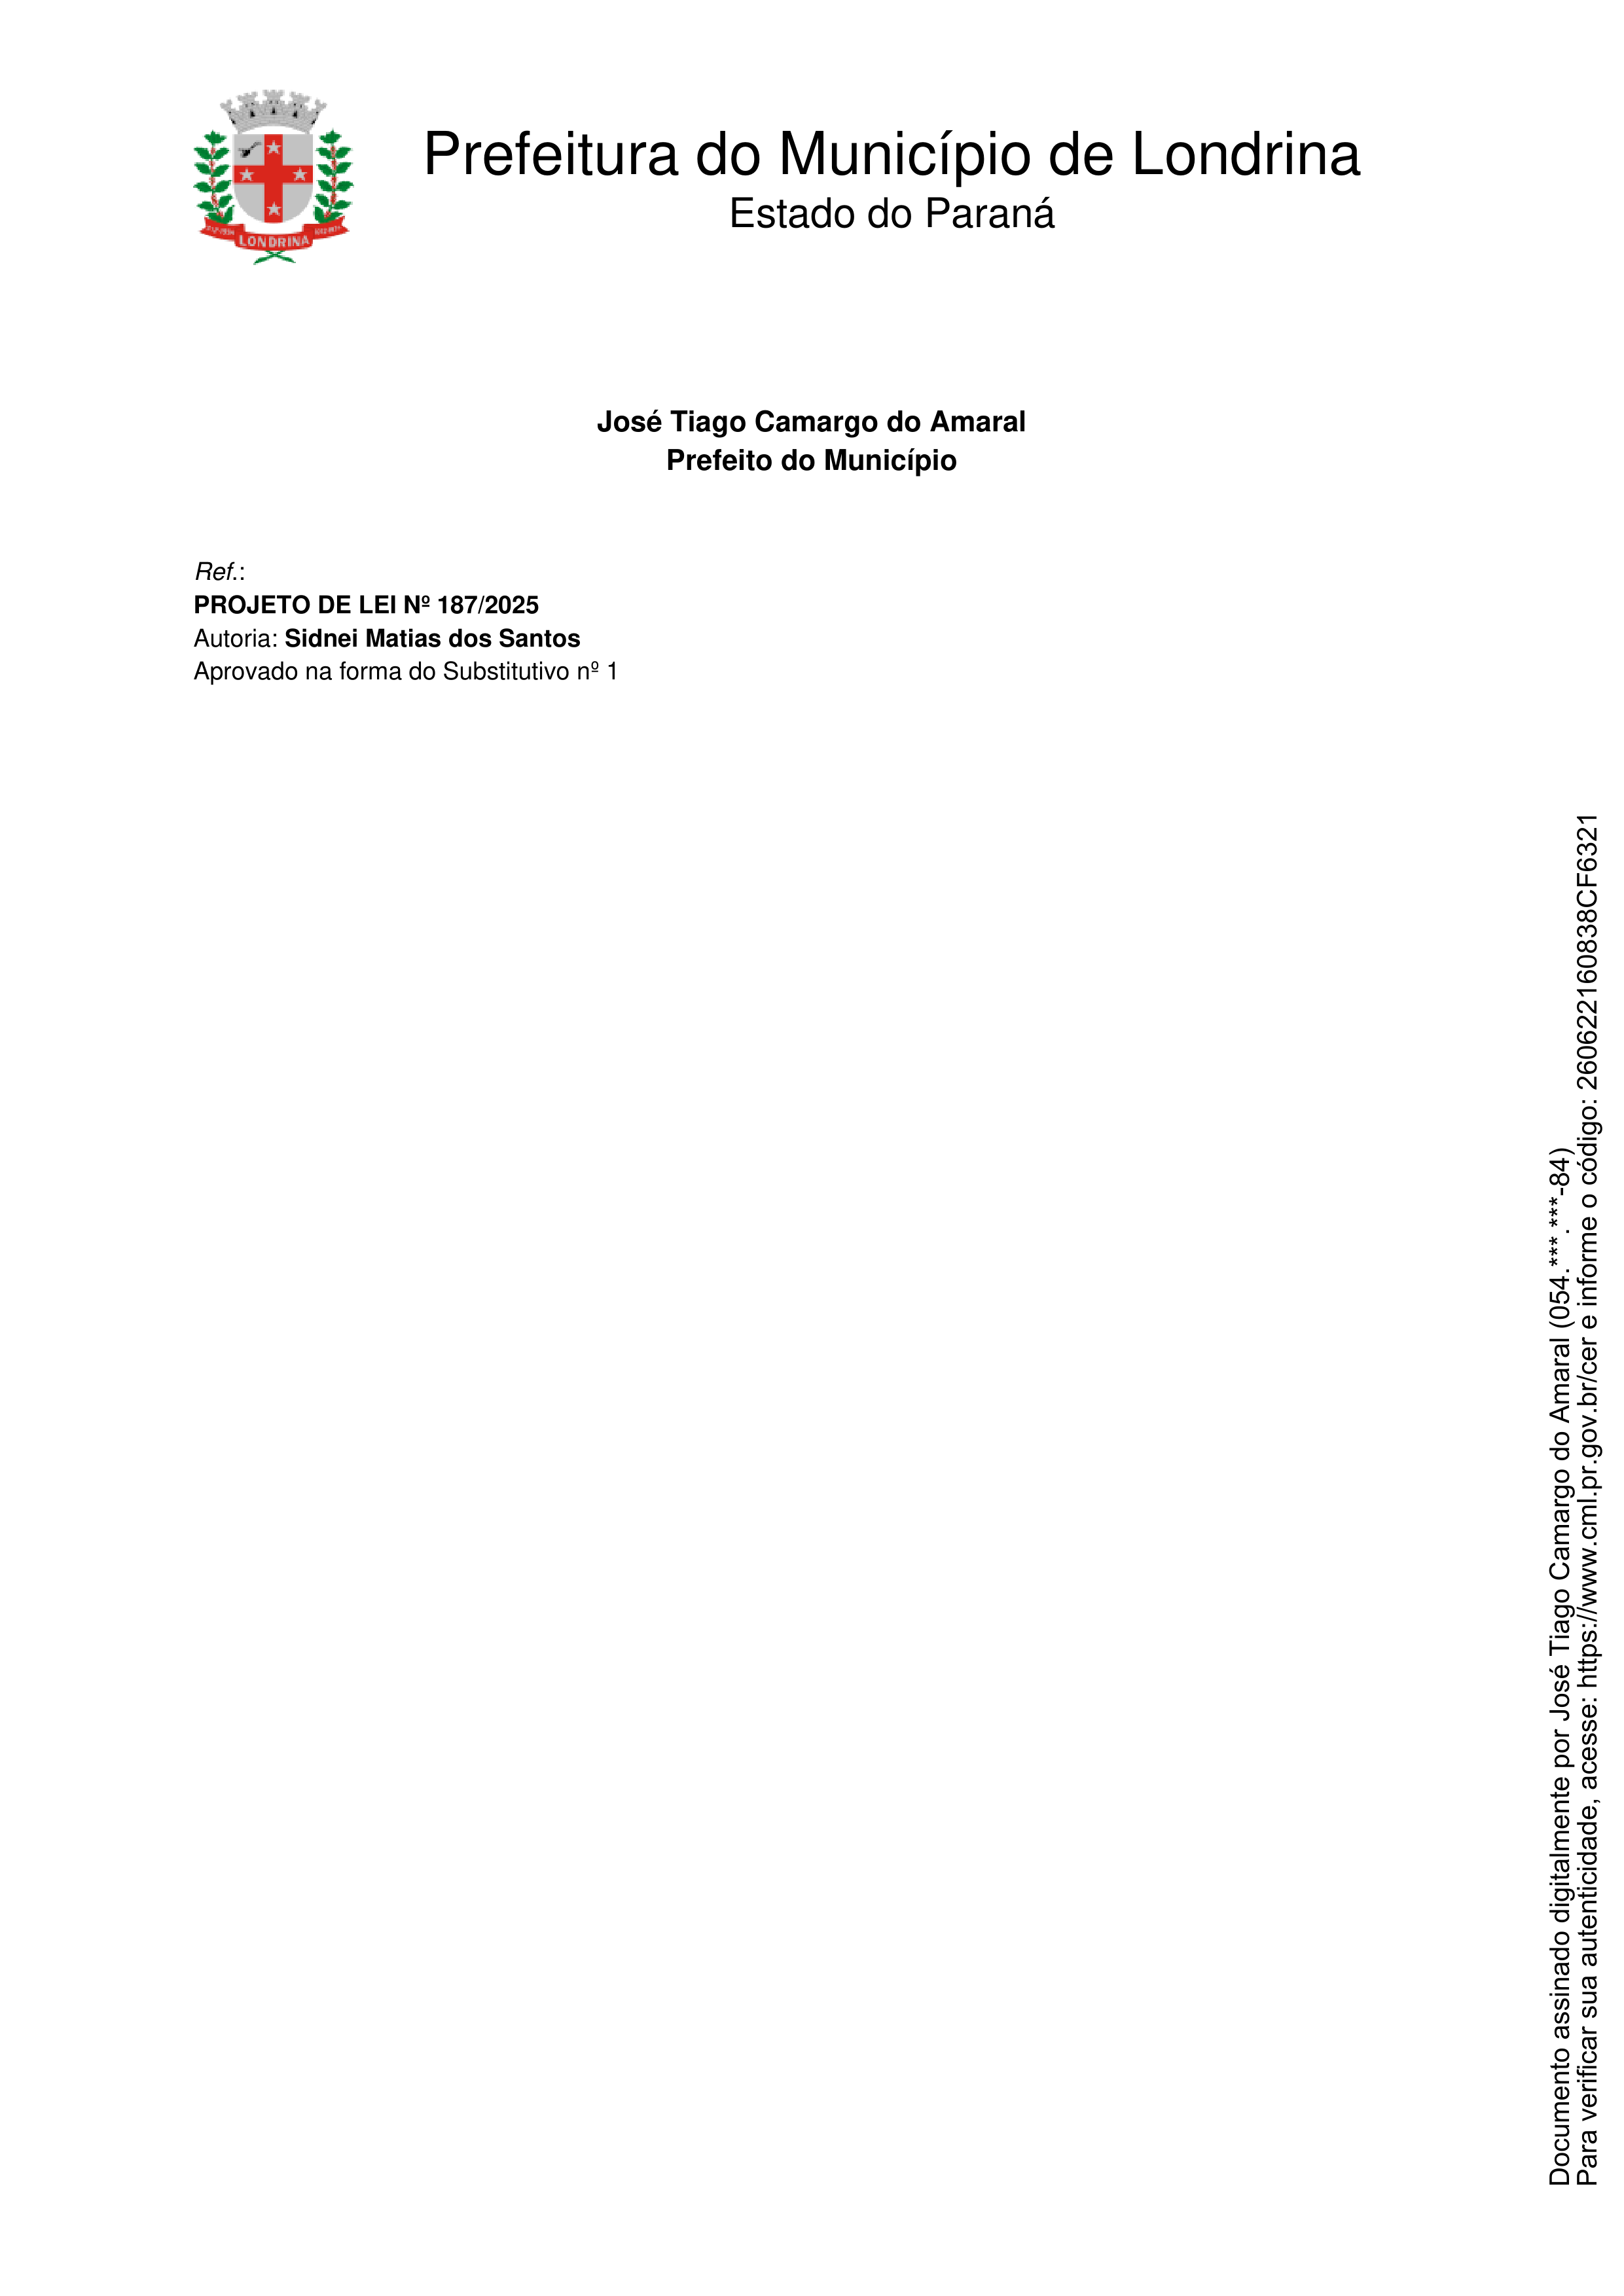 Prefeitura do Município de Londrina
Estado do Paraná
LONDRINA
José Tiago Camargo do Amaral
Prefeito do Município
Ref.:
PROJETO DE LEI Nº 187/2025
Autoria: Sidnei Matias dos Santos
Aprovado na forma do Substitutivo nº 1
Documento assinado digitalmente por José Tiago Camargo do Amaral (054.***.***-84)
Para verificar sua autenticidade, acesse: https://www.cml.pr.gov.br/cer e informe o código: 260622160838CF6321